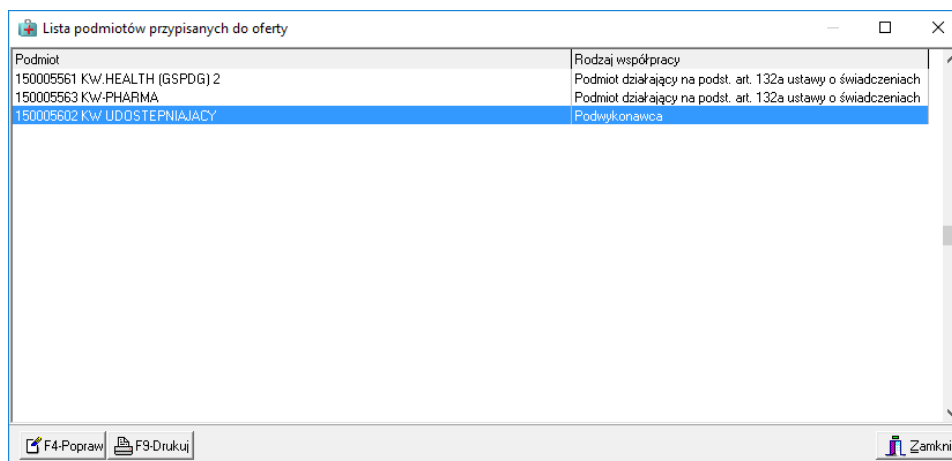 Lista podmiotów przypisanych do oferty
Podmiot Rodzaj współpracy
150005561 KW.HEALTH (GSPDG) 2 Podmiot działający na podst. art. 132a ustawy o świadczeniach
150005563 KW-PHARMA Podmiot działający na podst. art. 132a ustawy o świadczeniach
150005602 KW UDOSTEPNIAJACY Podwykonawca
F4-Popraw F9-Drukuj Zamkni